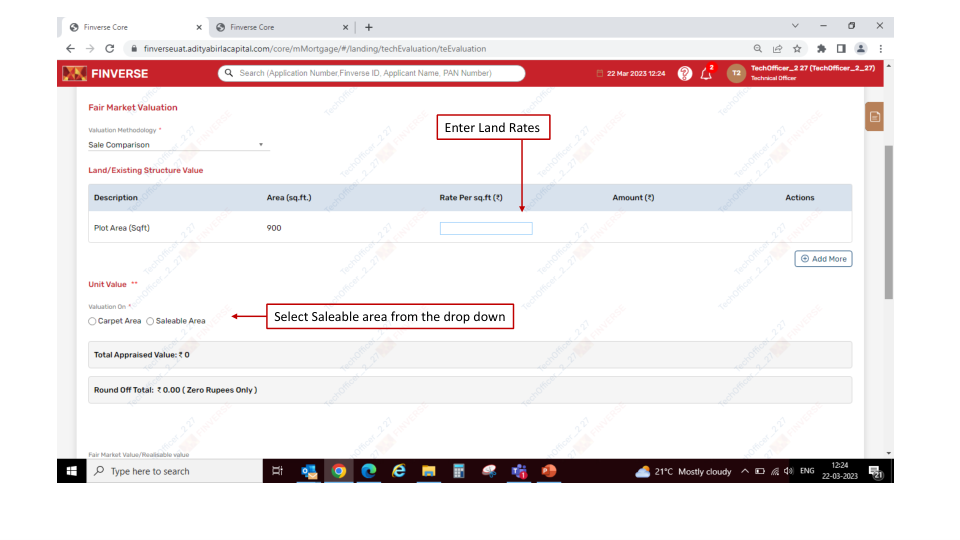 Finverse Core
Finverse Core
finverseuat.adityabirlacapital.com/core/mMortgage/#/landing/techEvaluation/teEvaluation
FINVERSE
Search (Application Number,Finverse ID, Applicant Name, PAN Number)
22 Mar 2023 12:24
2
T2
TechOfficer_2 27 (TechOfficer_2_27)
Technical Officer
Fair Market Valuation
Enter Land Rates
Valuation Methodology *
Sale Comparison
Land/Existing Structure Value
Description Area (sq.ft.) Rate Per sq.ft (₹) Amount (₹) Actions
Plot Area (Sqft) 900
Add More
Unit Value **
Valuation On *
Carpet Area Saleable Area
Select Saleable area from the drop down
Total Appraised Value: ₹ 0
Round Off Total: ₹ 0.00 ( Zero Rupees Only )
Fair Market Value/Realisable value
Type here to search
21°C Mostly cloudy
ENG
12:24
22-03-2023
21